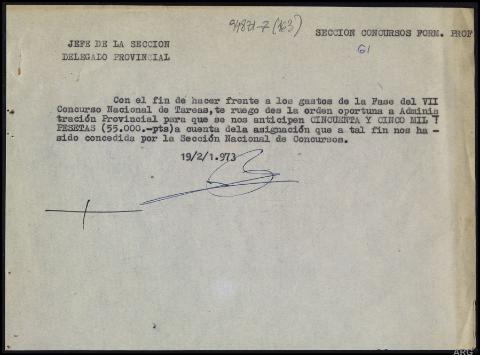 94871-7 (163)
SECCION CONCURSOS FORM. PROF
61
JEFE DE LA SECCION
DELEGADO PROVINCIAL
Con el fin de hacer frente a los gastos de la Fase del VII
Concurso Nacional de Tareas,te ruego des la orden oportuna a Adminis
tración Provincial para que se nos anticipen CINCUENTA Y CINCO MIL
PESETAS (55.000.-pts)a cuenta dela asignación que a tal fin nos ha-
sido concedida por la Sección Nacional de Concursos.
19/2/1.973
ARG